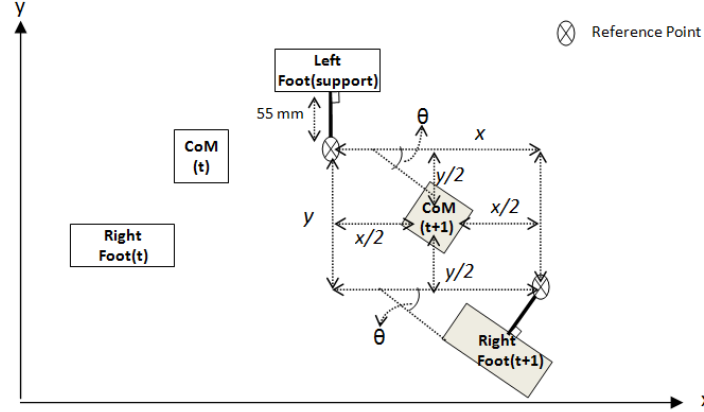 y
Reference Point
Left
Foot(support)
55 mm
θ
x
CoM
(t)
y/2
CoM
(t+1)
y
x/2
x/2
Right
Foot(t)
y/2
θ
Right
Foot(t+1)
x